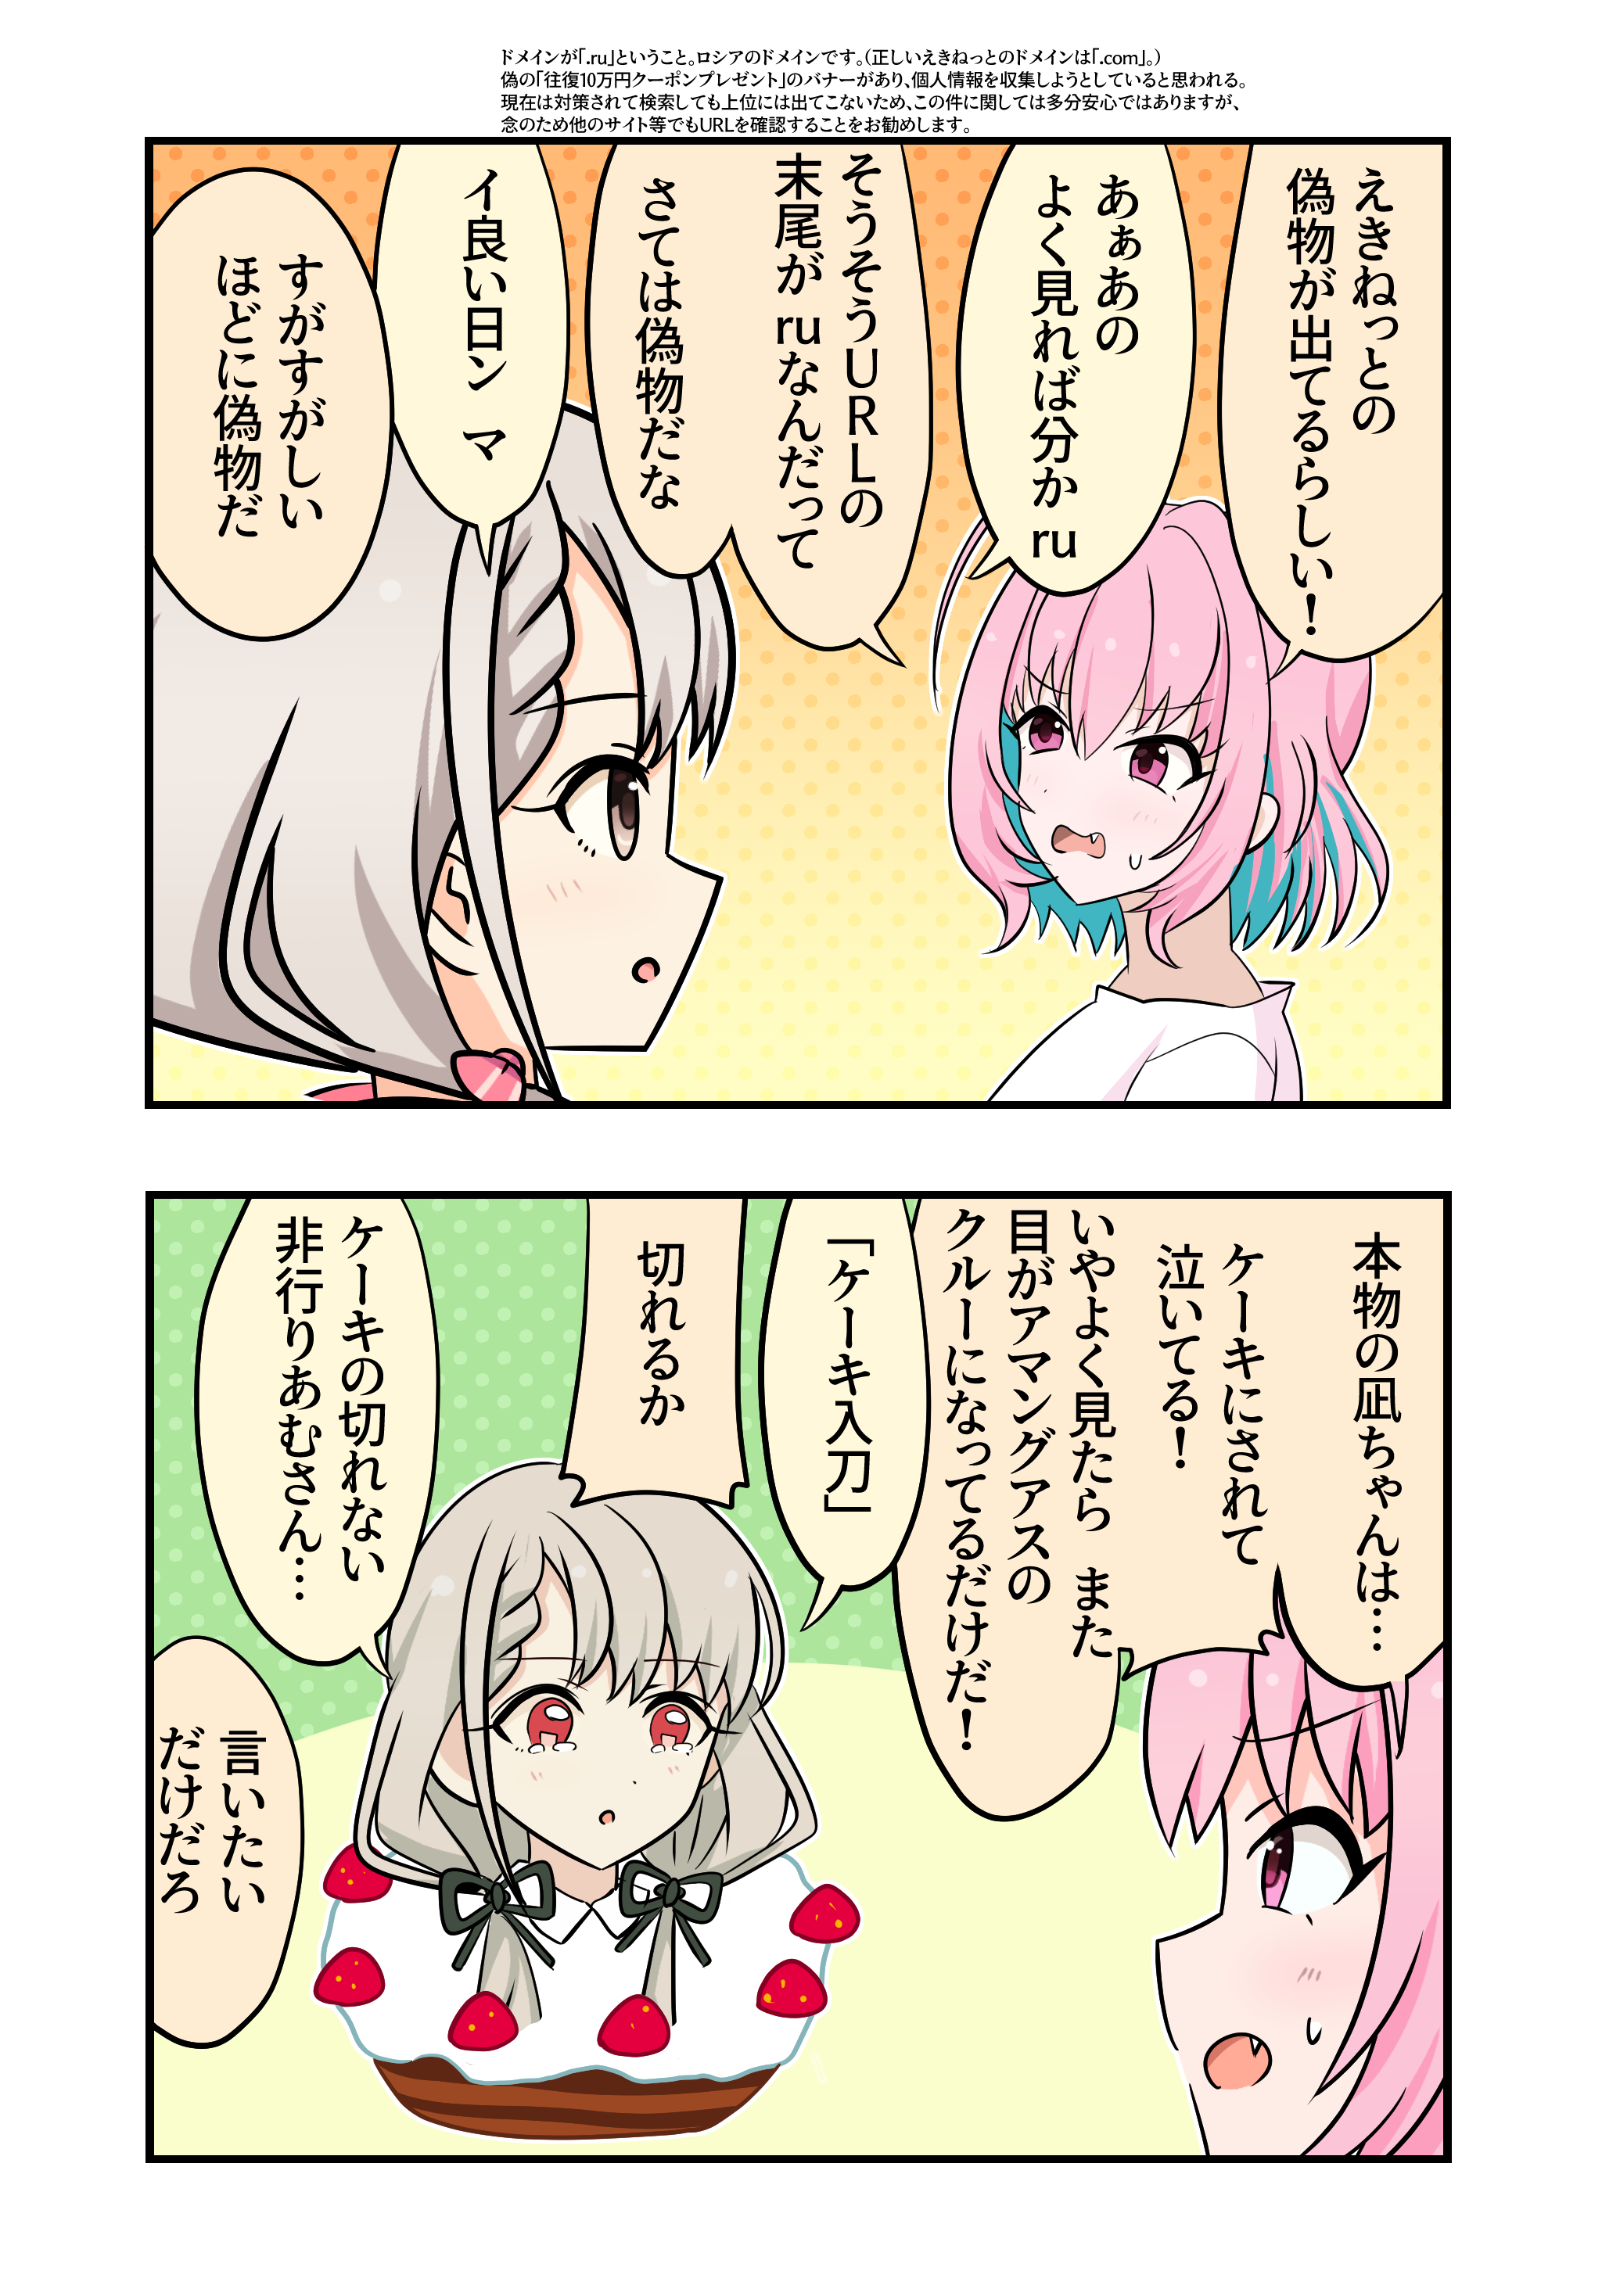 ドメインが「.ru」ということ。ロシアのドメインです。（正しいえきねっとのドメインは「.com」。）
偽の「往復10万円クーポンプレゼント」のバナーがあり、個人情報を収集しようとしていると思われる。
現在は対策されて検索しても上位には出てこないため、この件に関しては多分安心ではありますが、
念のため他のサイト等でもURLを確認することをお勧めします。
えきねっとの
偽物が出てるらしい！
あぁあの
よく見れば分か ru
そうそうＵＲＬの
末尾が ru なんだって
さては偽物だな
イ良い日ン　マ
すがすがしい
ほどに偽物だ
本物の凪ちゃんは…
ケーキにされて
泣いてる！
いやよく見たら　また
目がアマングアスの
クルーになってるだけだ！
「ケーキ入刀」
切れるか
ケーキの切れない
非行りあむさん…
言いたい
だけだろ